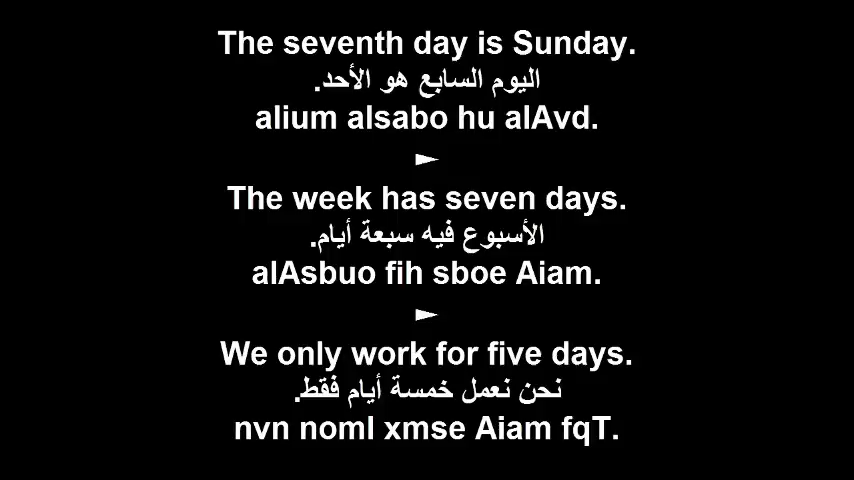 The seventh day is Sunday.
اليوم السابع هو الأحد.
alium alsabo hu alAvd.
►
The week has seven days.
الأسبوع فيه سبعة أيام.
alAsbuo fih sboe Aiam.
►
We only work for five days.
نحن نعمل خمسة أيام فقط.
nvn noml xmse Aiam fqT.